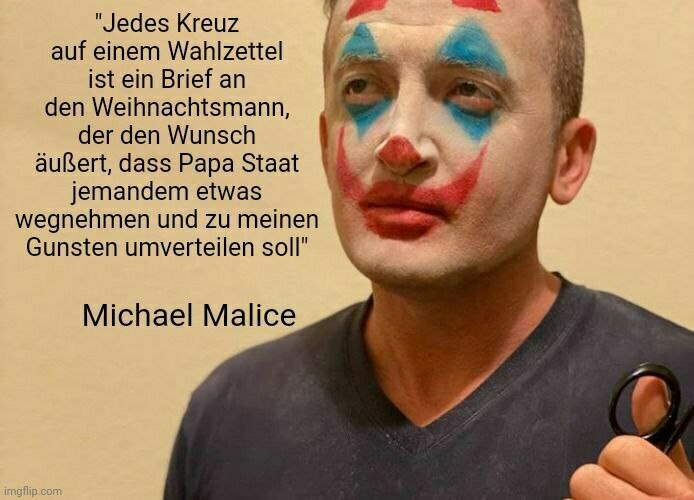 "Jedes Kreuz
auf einem Wahlzettel
ist ein Brief an
den Weihnachtsmann,
der den Wunsch
äußert, dass Papa Staat
jemandem etwas
wegnehmen und zu meinen
Gunsten umverteilen soll"
Michael Malice
imgflip.com